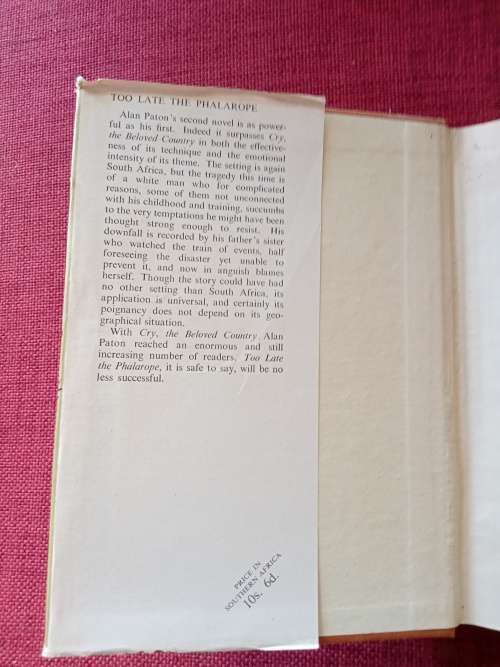 TOO LATE THE PHALAROPE
Alan Paton's second novel is as power-
ful as his first. Indeed it surpasses Cry,
the Beloved Country in both the effective-
ness of its technique and the emotional
intensity of its theme. The setting is again
South Africa, but the tragedy this time is
of a white man who for complicated
reasons, some of them not unconnected
with his childhood and training, succumbs
to the very temptations he might have been
thought strong enough to resist. His
downfall is recorded by his father's sister
who watched the train of events, half
foreseeing the disaster yet unable to
prevent it, and now in anguish blames
herself. Though the story could have had
no other setting than South Africa, its
application is universal, and certainly its
poignancy does not depend on its geo-
graphical situation.
With Cry, the Beloved Country Alan
Paton reached an enormous and still
increasing number of readers. Too Late
the Phalarope, it is safe to say, will be no
less successful.
PRICE IN
SOUTHERN AFRICA
10s. 6d.